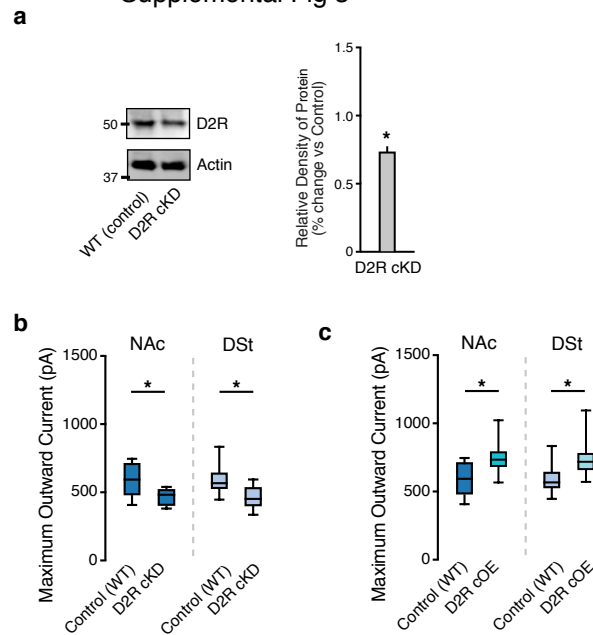 a
50
D2R
Actin
37
WT (control)
D2R cKD
Relative Density of Protein
(% change vs Control)
1.5
1.0
0.5
0
*
D2R cKD
b
NAc
DSt
Maximum Outward Current (pA)
1500
1000
500
0
*
*
Control (WT)
D2R cKD
Control (WT)
D2R cKD
c
NAc
DSt
Maximum Outward Current (pA)
1500
1000
500
0
*
*
Control (WT)
D2R cOE
Control (WT)
D2R cOE